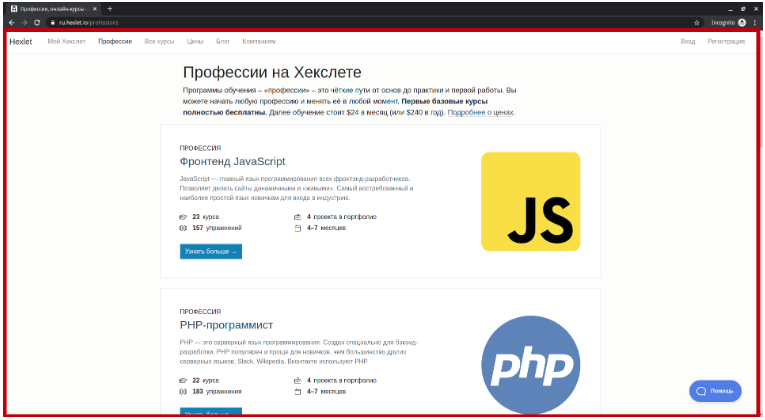 Профессии, онлайн-курсы -
ru.hexlet.io/professions
Incognito
Hexlet Мой Хекслет Профессии Все курсы Цены Блог Компаниям Вход Регистрация
Профессии на Хекслете
Программы обучения – «профессии» – это чёткие пути от основ до практики и первой работы. Вы
можете начать любую профессию и менять её в любой момент. Первые базовые курсы
полностью бесплатны. Далее обучение стоит $24 в месяц (или $240 в год). Подробнее о ценах.
ПРОФЕССИЯ
Фронтенд JavaScript
JavaScript — главный язык программирования всех фронтэнд-разработчиков.
Позволяет делать сайты динамичными и «живыми». Самый востребованный и
наиболее простой язык новичкам для входа в индустрию.
23 курса 4 проекта в портфолио
157 упражнений 4–7 месяцев
Узнать больше →
JS
ПРОФЕССИЯ
PHP-программист
PHP — это серверный язык программирования. Создан специально для бэкэнд-
разработки. PHP популярен и проще для новичков, чем большинство других
серверных языков. Slack, Wikipedia, Вконтакте используют PHP.
22 курса 4 проекта в портфолио
183 упражнения 4–7 месяцев
Узнать больше →
php
Помощь